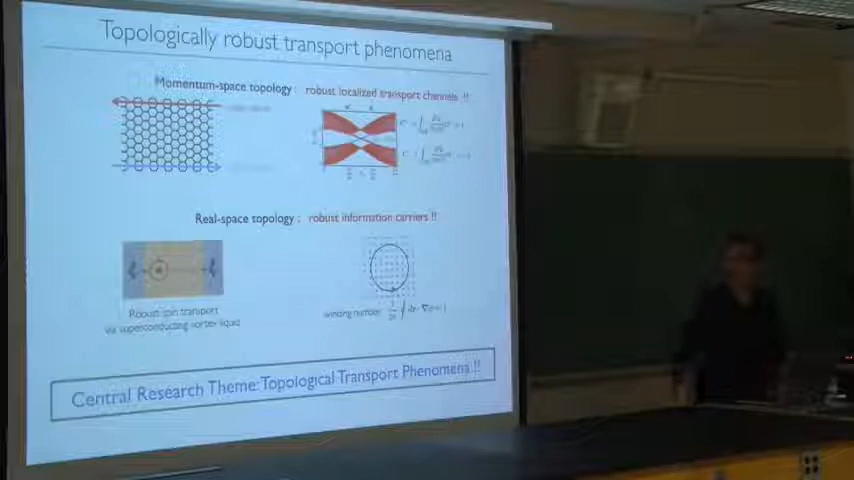 Topologically robust transport phenomena
Momentum-space topology : robust localized transport channels !!
Real-space topology : robust information carriers !!
Robust spin transport
via superconducting vortex liquid
winding number
Central Research Theme: Topological Transport Phenomena !!